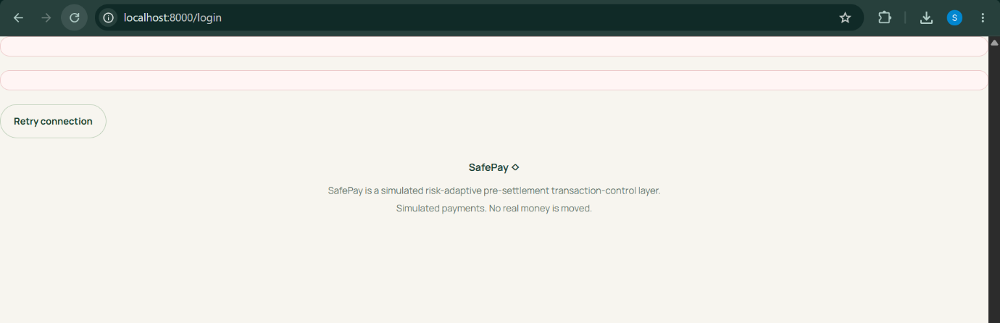 localhost:8000/login
S
Retry connection
SafePay ◇
SafePay is a simulated risk-adaptive pre-settlement transaction-control layer.
Simulated payments. No real money is moved.